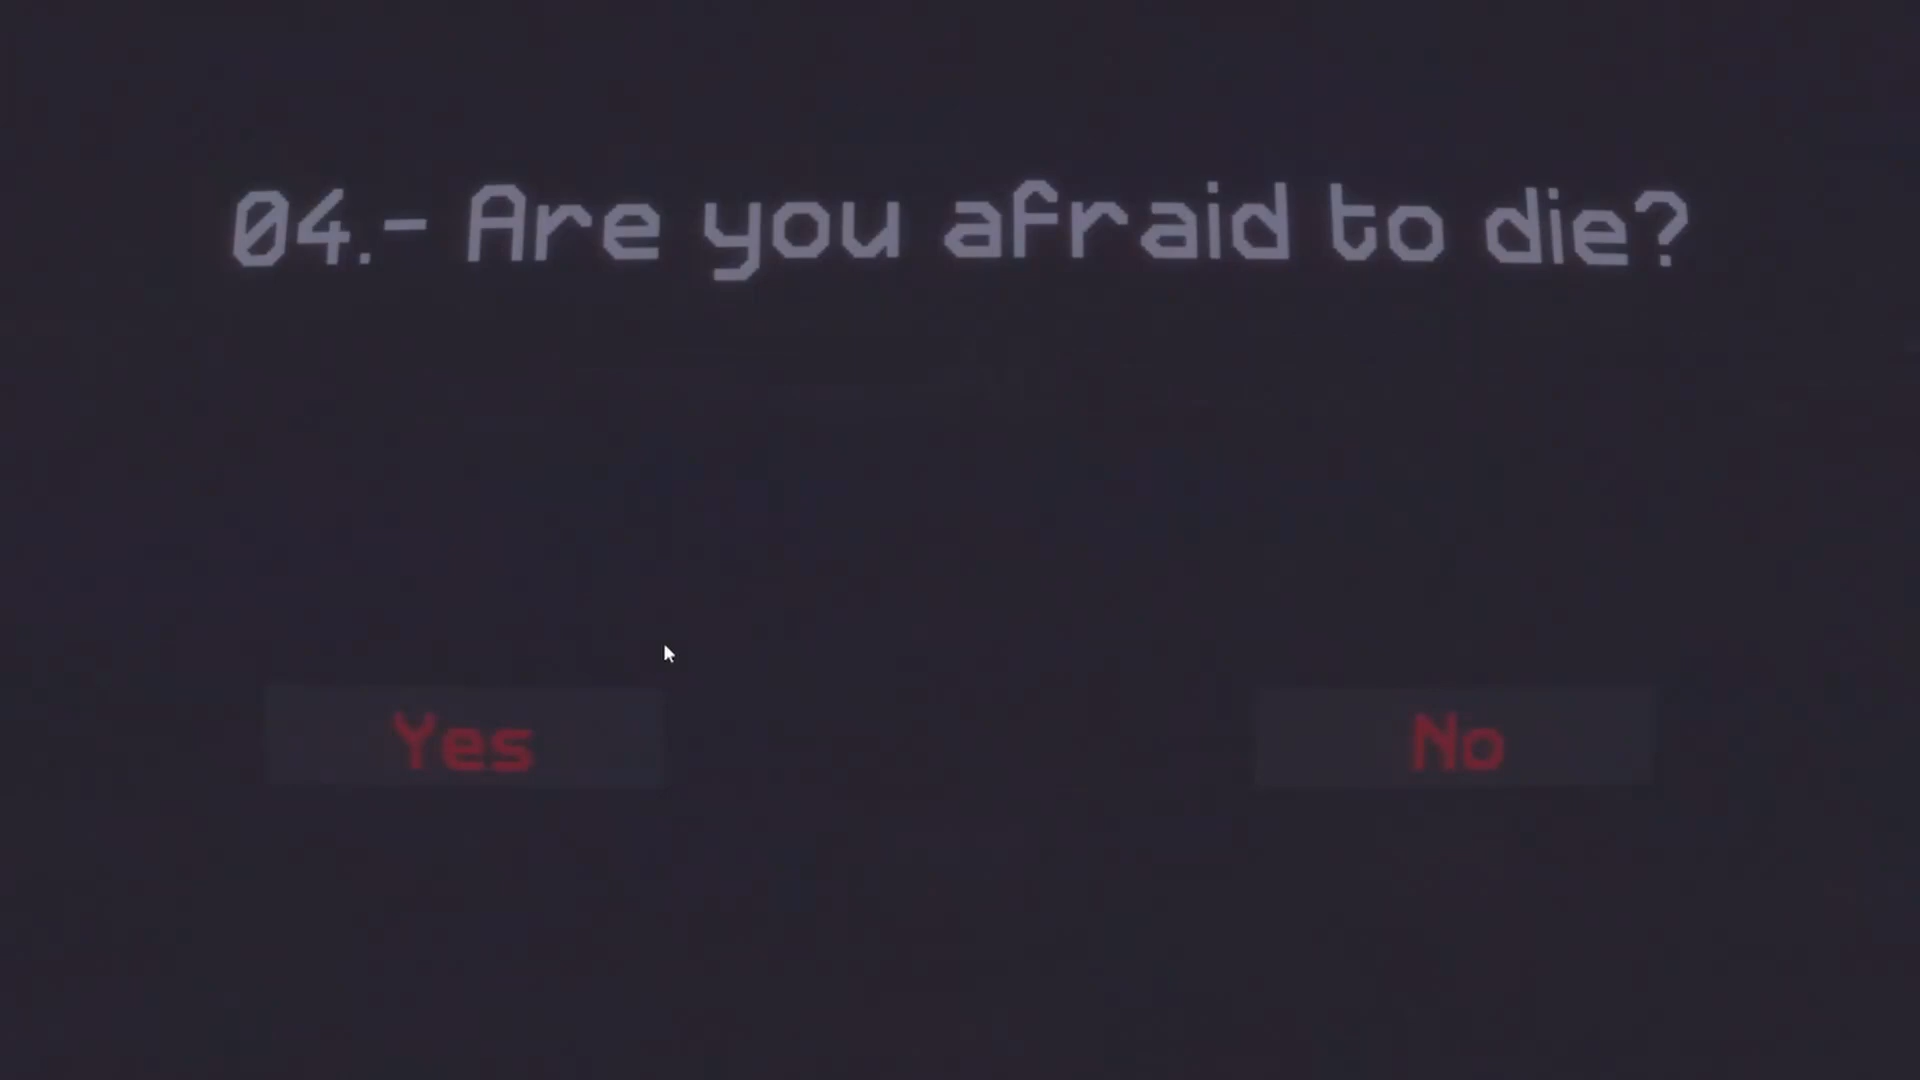 04.- Are you afraid to die?
Yes
No